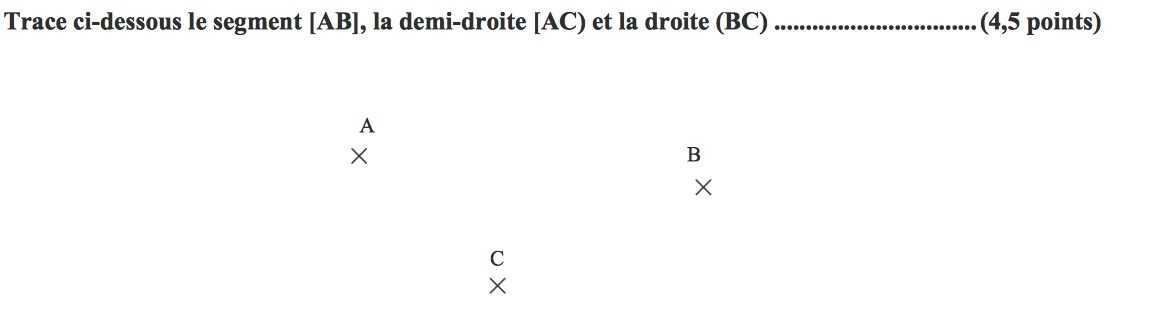 Trace ci-dessous le segment [AB], la demi-droite [AC) et la droite (BC) ................................ (4,5 points)
A
B
C